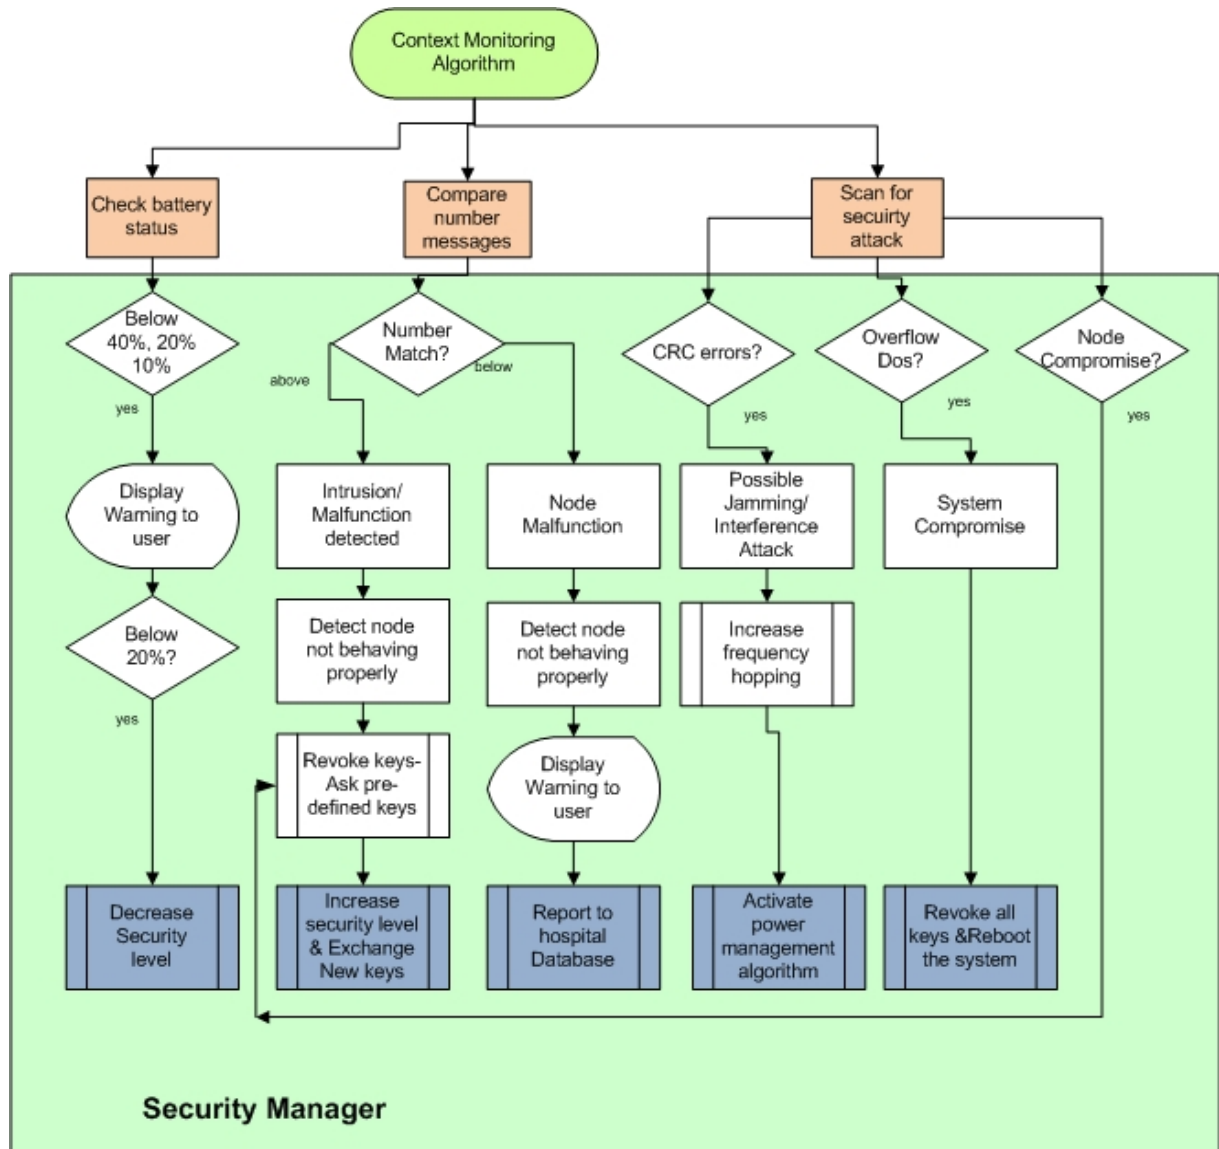 Context Monitoring
Algorithm
Check battery
status
Compare
number
messages
Scan for
secuirty
attack
Below
40%, 20%
10%
Number
Match?
CRC errors?
Overflow
Dos?
Node
Compromise?
yes
above
below
yes
yes
yes
Display
Warning to
user
Intrusion/
Malfunction
detected
Node
Malfunction
Possible
Jamming/
Interference
Attack
System
Compromise
Below
20%?
Detect node
not behaving
properly
Detect node
not behaving
properly
Increase
frequency
hopping
yes
Revoke keys-
Ask pre-
defined keys
Display
Warning to
user
Decrease
Security
level
Increase
security level
& Exchange
New keys
Report to
hospital
Database
Activate
power
management
algorithm
Revoke all
keys &Reboot
the system
Security Manager